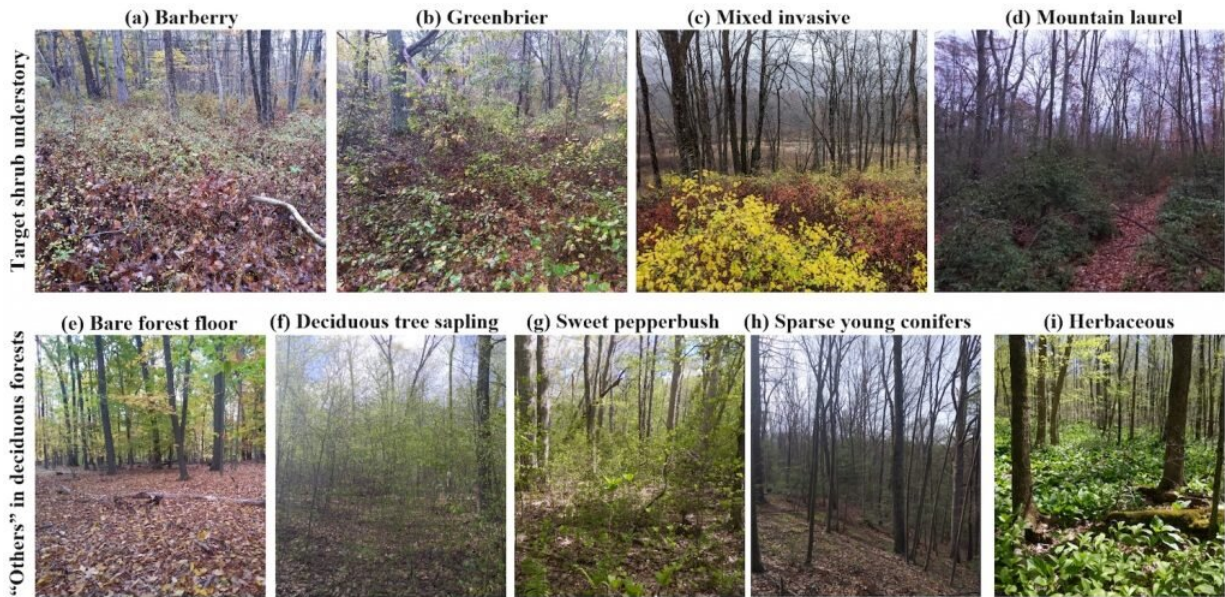 (a) Barberry
(b) Greenbrier
(c) Mixed invasive
(d) Mountain laurel
Target shrub understory
(e) Bare forest floor
(f) Deciduous tree sapling
(g) Sweet pepperbush
(h) Sparse young conifers
(i) Herbaceous
“Others” in deciduous forests